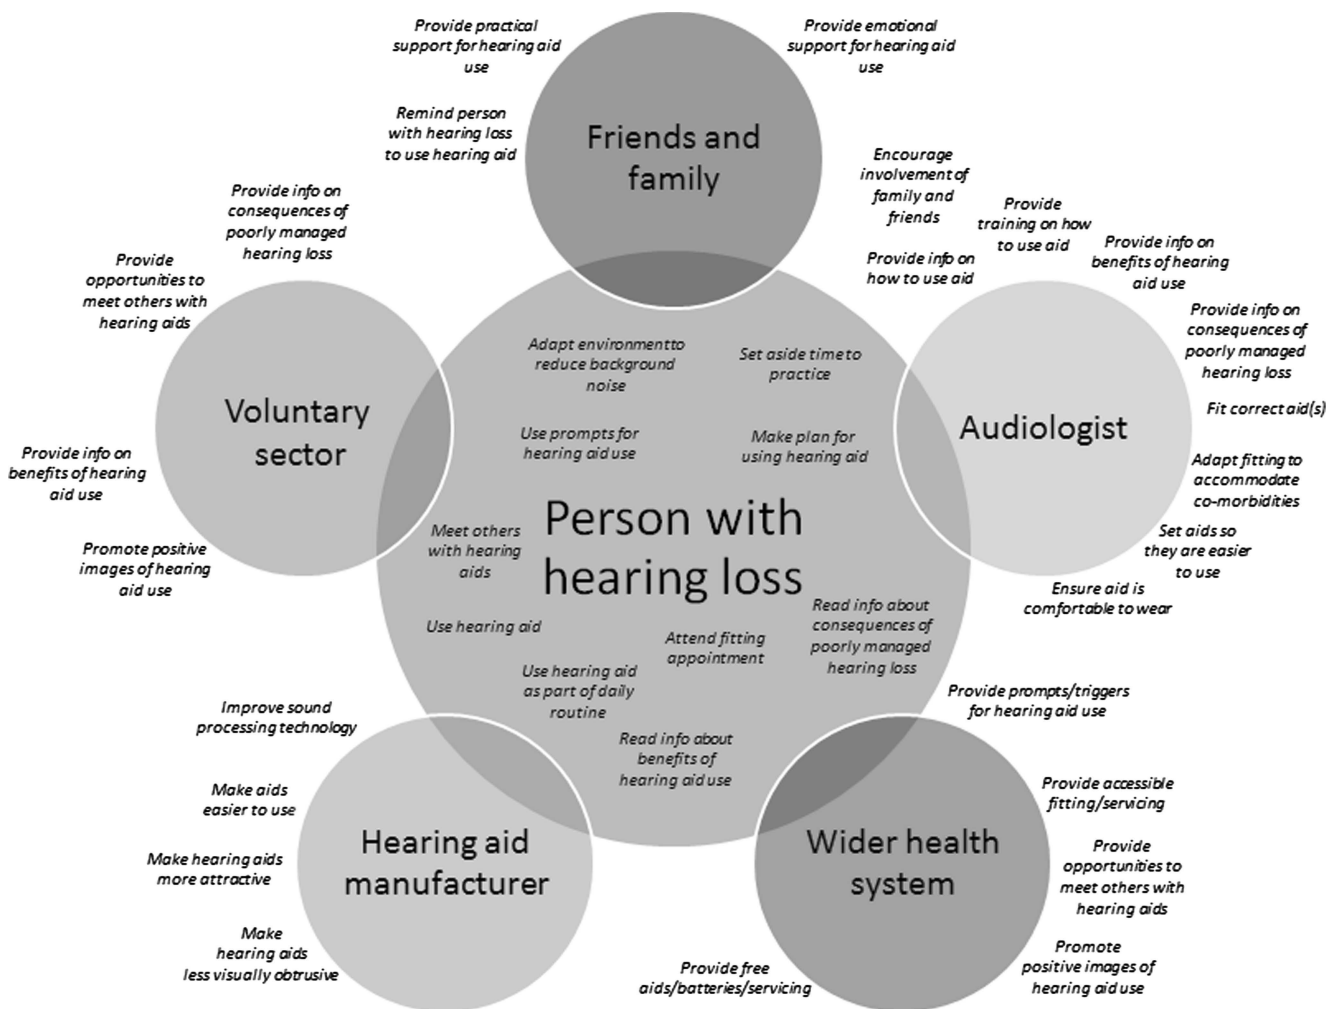 Provide practical
support for hearing aid
use
Provide emotional
support for hearing aid
use
Remind person
with hearing loss
to use hearing aid
Friends and
family
Encourage
involvement of
family and
friends
Provide
training on how
to use aid
Provide info on
how to use aid
Provide info on
benefits of hearing
aid use
Provide info on
consequences of
poorly managed
hearing loss
Fit correct aid(s)
Adapt fitting to
accommodate
co-morbidities
Set aids so
they are easier
to use
Ensure aid is
comfortable to wear
Audiologist
Provide info on
consequences of
poorly managed
hearing loss
Provide
opportunities to
meet others with
hearing aids
Voluntary
sector
Provide info on
benefits of hearing
aid use
Promote positive
images of hearing
aid use
Adapt environment to
reduce background
noise
Set aside time to
practice
Use prompts for
hearing aid use
Make plan for
using hearing aid
Person with
hearing loss
Meet others
with hearing
aids
Use hearing aid
Attend fitting
appointment
Read info about
consequences of
poorly managed
hearing loss
Use hearing aid
as part of daily
routine
Read info about
benefits of
hearing aid use
Improve sound
processing technology
Make aids
easier to use
Make hearing aids
more attractive
Make
hearing aids
less visually obtrusive
Hearing aid
manufacturer
Provide prompts/triggers
for hearing aid use
Provide accessible
fitting/servicing
Provide
opportunities to
meet others with
hearing aids
Promote
positive images of
hearing aid use
Provide free
aids/batteries/servicing
Wider health
system